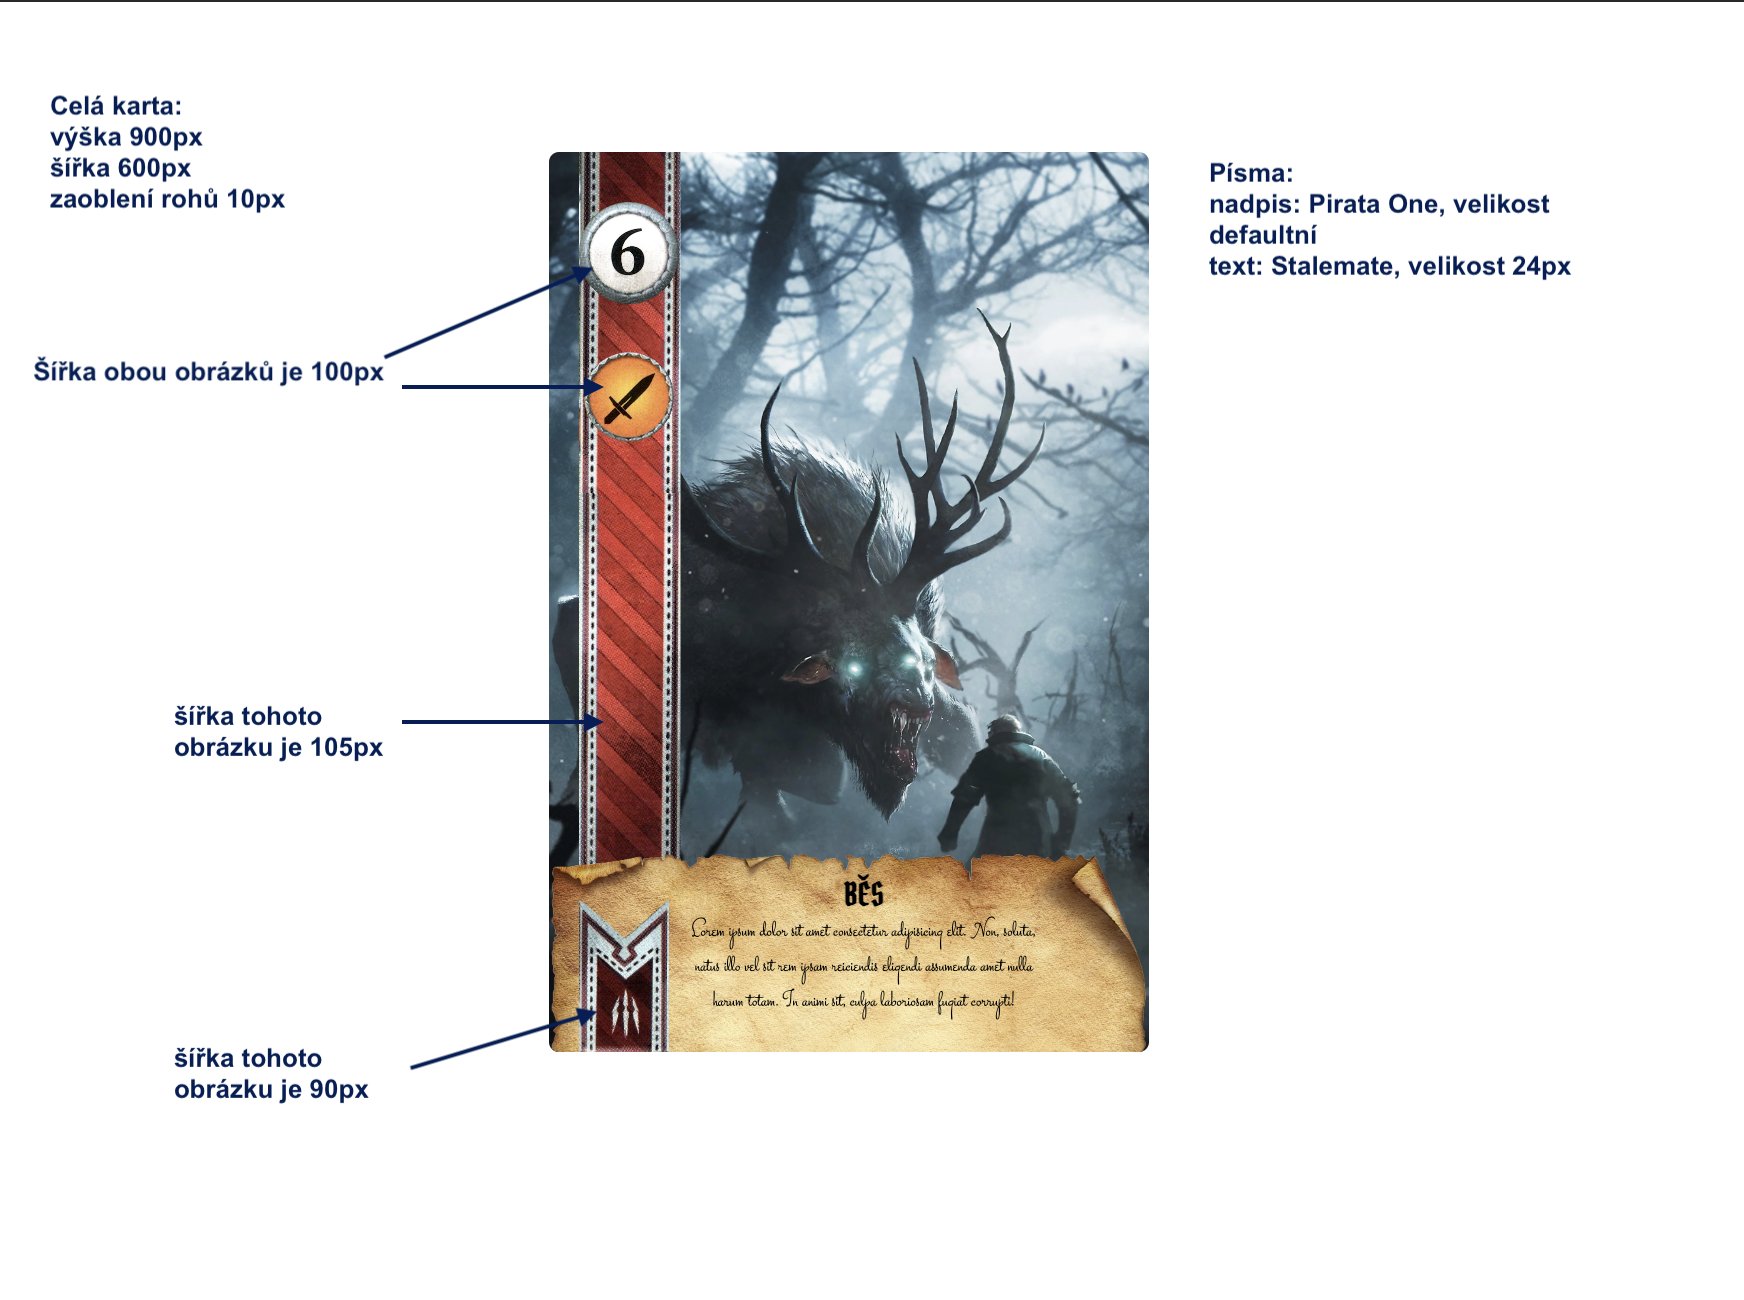 Celá karta:
výška 900px
šířka 600px
zaoblení rohů 10px
Písma:
nadpis: Pirata One, velikost
defaultní
text: Stalemate, velikost 24px
6
Šířka obou obrázků je 100px
šířka tohoto
obrázku je 105px
BĚS
Lorem ipsum dolor sit amet consectetur adipisicing elit. Non, soluta,
natus illo vel sit rem ipsam reiciendis eligendi assumenda amet nulla
harum totam. In animi sit, culpa laboriosam fugiat corrupti!
šířka tohoto
obrázku je 90px